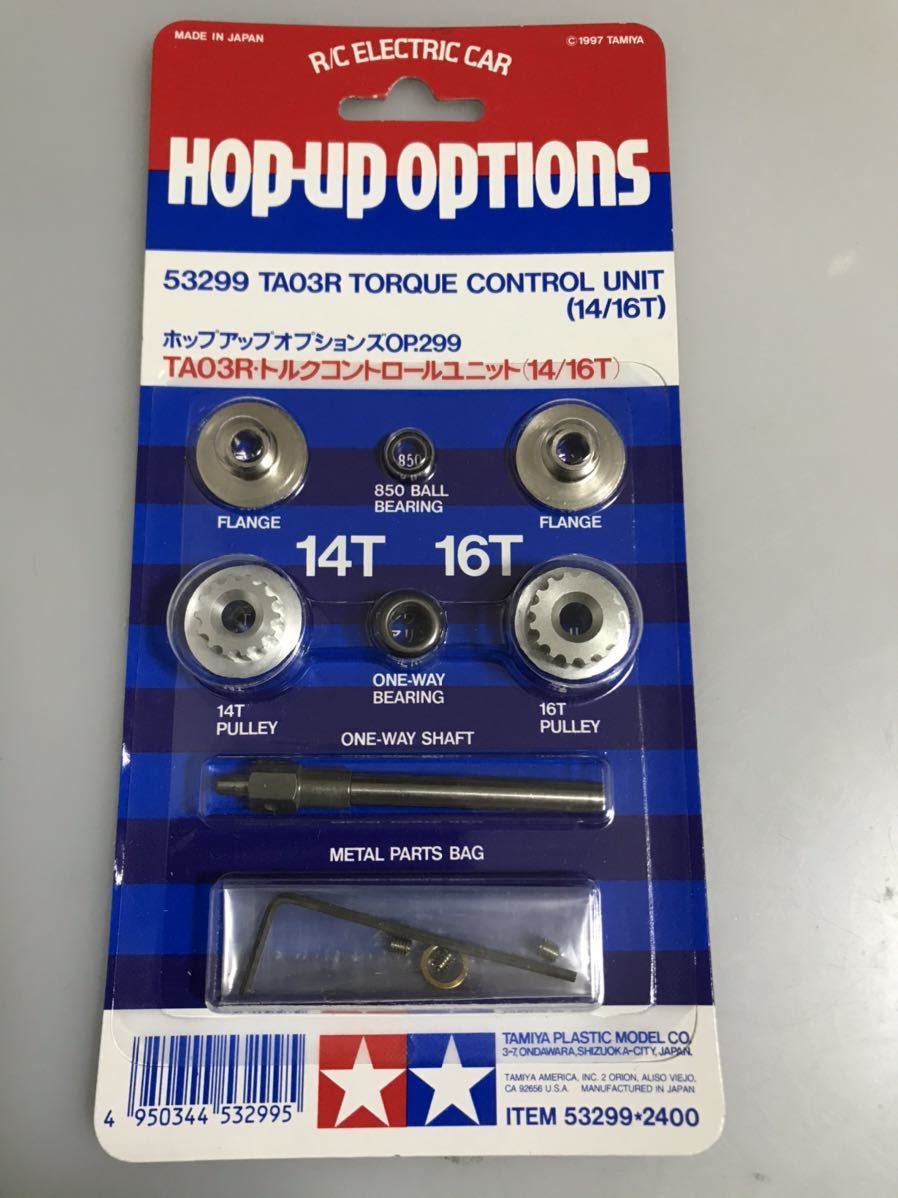 MADE IN JAPAN
© 1997 TAMIYA
R/C ELECTRIC CAR
HOP-UP OPTIONS
53299 TA03R TORQUE CONTROL UNIT
(14/16T)
ホップアップオプションズOP.299
TA03R・トルクコントロールユニット(14/16T)
850
FLANGE
850 BALL
BEARING
FLANGE
14T
16T
14T
PULLEY
ONE-WAY
BEARING
16T
PULLEY
ONE-WAY SHAFT
METAL PARTS BAG
TAMIYA PLASTIC MODEL CO.
3-7, ONDAWARA, SHIZUOKA-CITY, JAPAN.
TAMIYA AMERICA, INC. 2 ORION, ALISO VIEJO,
CA 92656 U.S.A. MANUFACTURED IN JAPAN
4 950344 532995
ITEM 53299*2400